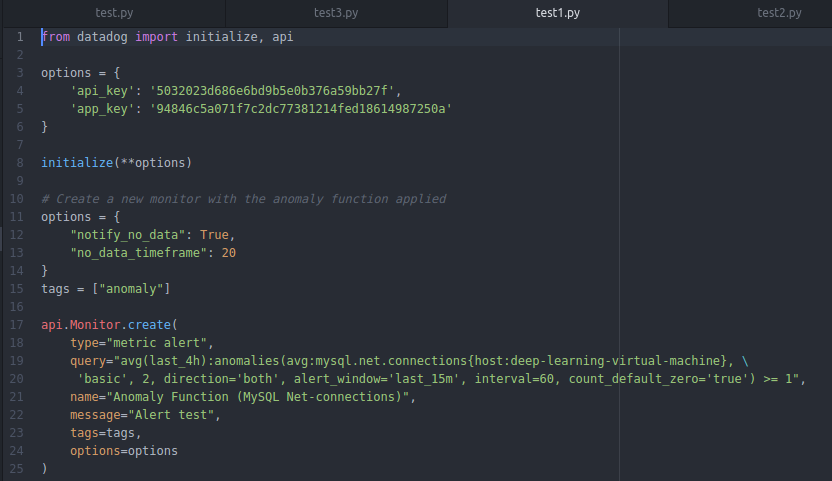 test.py test3.py test1.py test2.py
1 from datadog import initialize, api
2
3 options = {
4     'api_key': '5032023d686e6bd9b5e0b376a59bb27f',
5     'app_key': '94846c5a071f7c2dc77381214fed18614987250a'
6 }
7
8 initialize(**options)
9
10 # Create a new monitor with the anomaly function applied
11 options = {
12     "notify_no_data": True,
13     "no_data_timeframe": 20
14 }
15 tags = ["anomaly"]
16
17 api.Monitor.create(
18     type="metric alert",
19     query="avg(last_4h):anomalies(avg:mysql.net.connections{host:deep-learning-virtual-machine}, \
20      'basic', 2, direction='both', alert_window='last_15m', interval=60, count_default_zero='true') >= 1",
21     name="Anomaly Function (MySQL Net-connections)",
22     message="Alert test",
23     tags=tags,
24     options=options
25 )